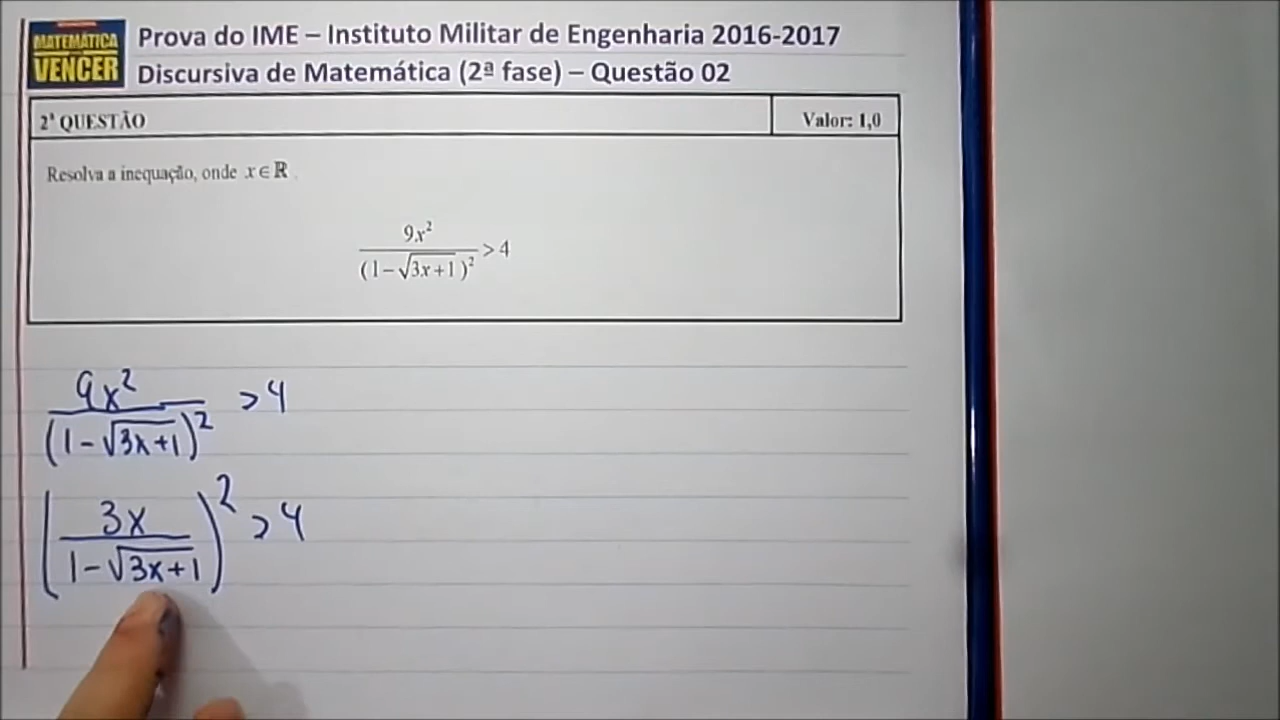 MATEMÁTICA
VENCER
Prova do IME – Instituto Militar de Engenharia 2016-2017
Discursiva de Matemática (2ª fase) – Questão 02
2ª QUESTÃO
Valor: 1,0
Resolva a inequação, onde x ∈ ℝ.
9x² / (1 − √(3x+1))² > 4
9x² / (1 − √(3x+1))² > 4
(3x / (1 − √(3x+1)))² > 4